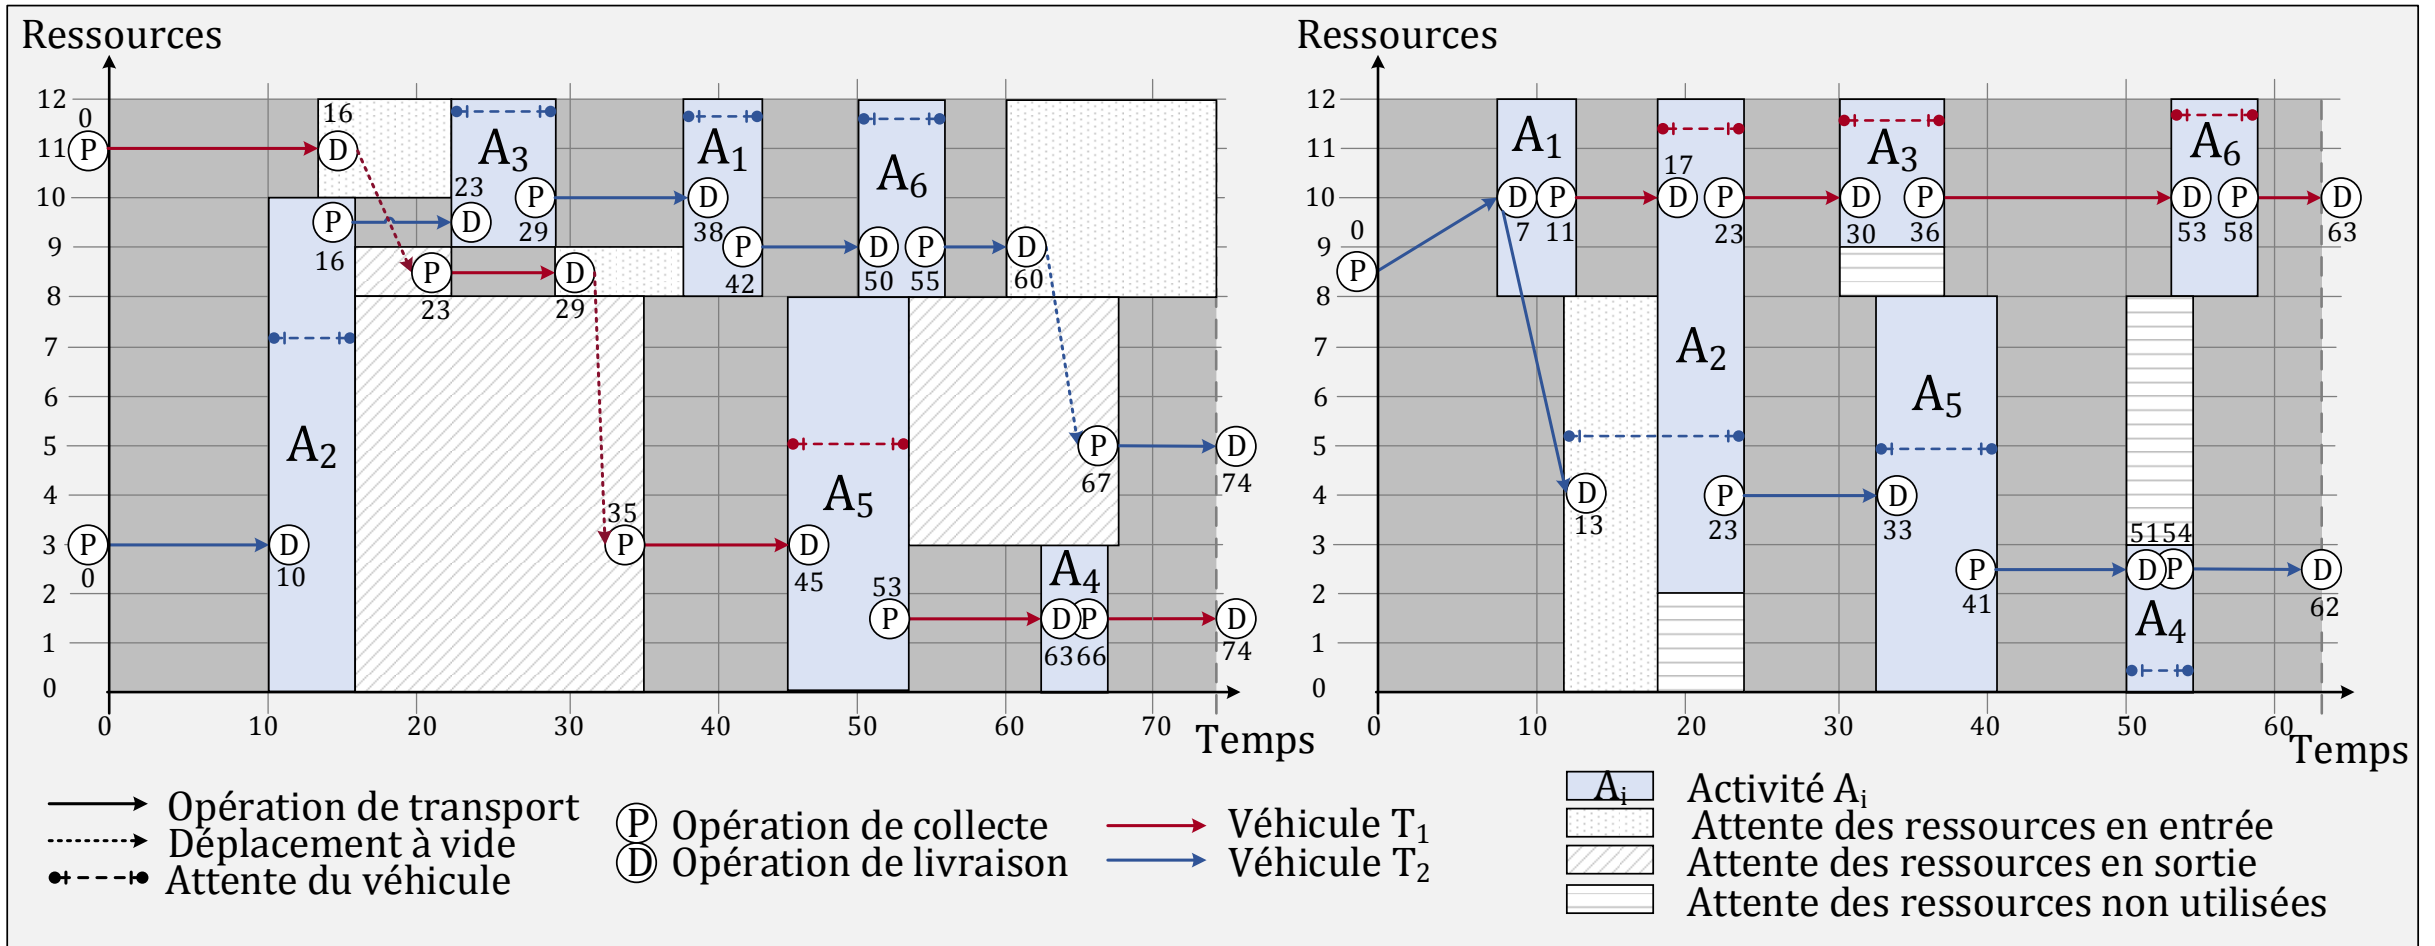 Ressources
12
11
10
9
8
7
6
5
4
3
2
1
0
0
10
20
30
40
50
60
70
Temps
0
P
16
D
P
16
A2
P
0
D
10
23
D
A3
P
29
P
23
D
29
35
P
A1
D
38
P
42
A6
D
50
P
55
D
60
D
45
A5
53
P
A4
D
P
63
66
P
67
D
74
D
74
Ressources
12
11
10
9
8
7
6
5
4
3
2
1
0
0
10
20
30
40
50
60
Temps
0
P
A1
D
P
7
11
D
13
17
D
P
23
A2
P
23
A3
D
P
30
36
A5
D
33
P
41
51
54
D
P
A4
A6
D
P
53
58
D
63
D
62
Opération de transport
Déplacement à vide
Attente du véhicule
P Opération de collecte
D Opération de livraison
Véhicule T1
Véhicule T2
Ai Activité Ai
Attente des ressources en entrée
Attente des ressources en sortie
Attente des ressources non utilisées